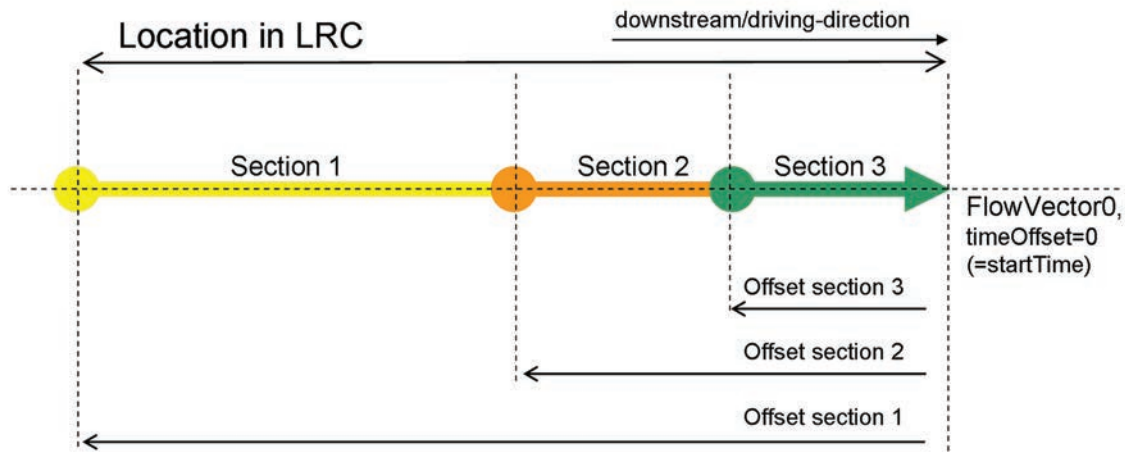 downstream/driving-direction
Location in LRC
Section 1
Section 2
Section 3
FlowVector0,
timeOffset=0
(=startTime)
Offset section 3
Offset section 2
Offset section 1